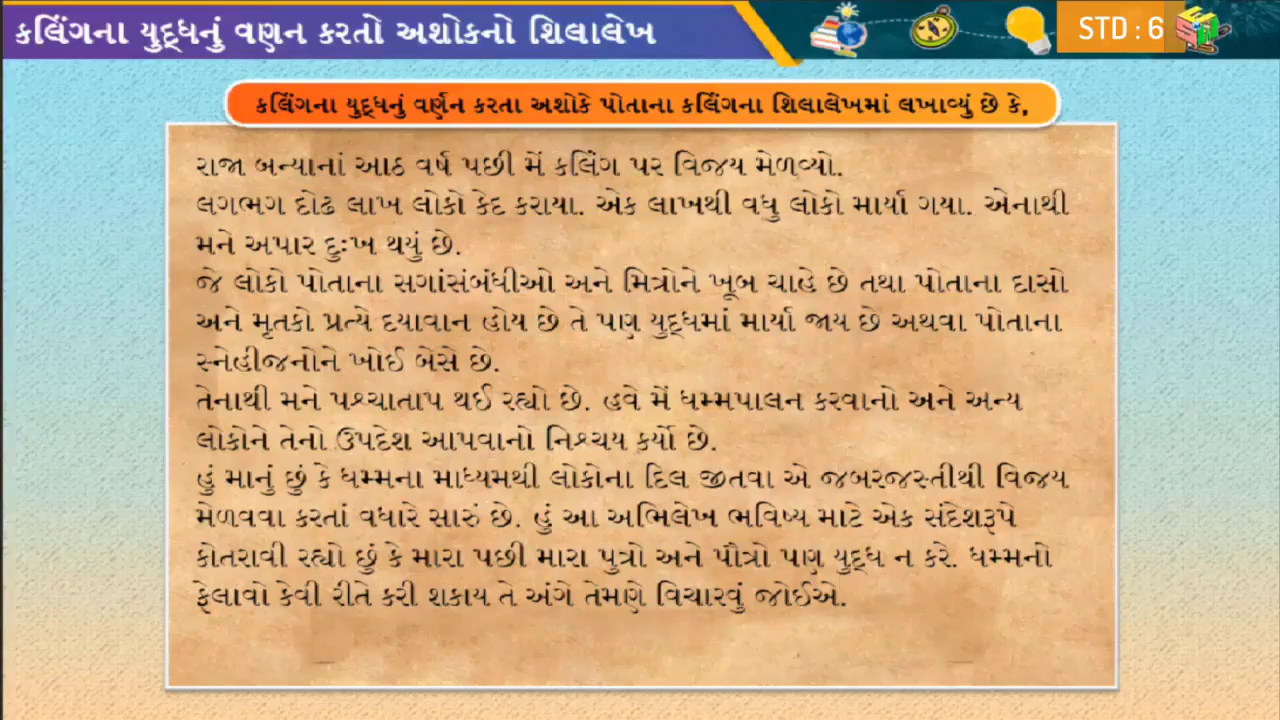 કલિંગના યુદ્ધનું વણન કરતો અશોકનો શિલાલેખ
STD : 6
કલિંગના યુદ્ધનું વર્ણન કરતા અશોકે પોતાના કલિંગના શિલાલેખમાં લખાવ્યું છે કે,
રાજા બન્યાનાં આઠ વર્ષ પછી મેં કલિંગ પર વિજય મેળવ્યો.
લગભગ દોઢ લાખ લોકો કેદ કરાયા. એક લાખથી વધુ લોકો માર્યા ગયા. એનાથી
મને અપાર દુઃખ થયું છે.
જે લોકો પોતાના સગાંસંબંધીઓ અને મિત્રોને ખૂબ ચાહે છે તથા પોતાના દાસો
અને મૃતકો પ્રત્યે દયાવાન હોય છે તે પણ યુદ્ધમાં માર્યા જાય છે અથવા પોતાના
સ્નેહીજનોને ખોઈ બેસે છે.
તેનાથી મને પશ્ચાતાપ થઈ રહ્યો છે. હવે મેં ધમ્મપાલન કરવાનો અને અન્ય
લોકોને તેનો ઉપદેશ આપવાનો નિશ્ચય કર્યો છે.
હું માનું છું કે ધમ્મના માધ્યમથી લોકોના દિલ જીતવા એ જબરજસ્તીથી વિજય
મેળવવા કરતાં વધારે સારું છે. હું આ અભિલેખ ભવિષ્ય માટે એક સંદેશરૂપે
કોતરાવી રહ્યો છું કે મારા પછી મારા પુત્રો અને પૌત્રો પણ યુદ્ધ ન કરે. ધમ્મનો
ફેલાવો કેવી રીતે કરી શકાય તે અંગે તેમણે વિચારવું જોઈએ.